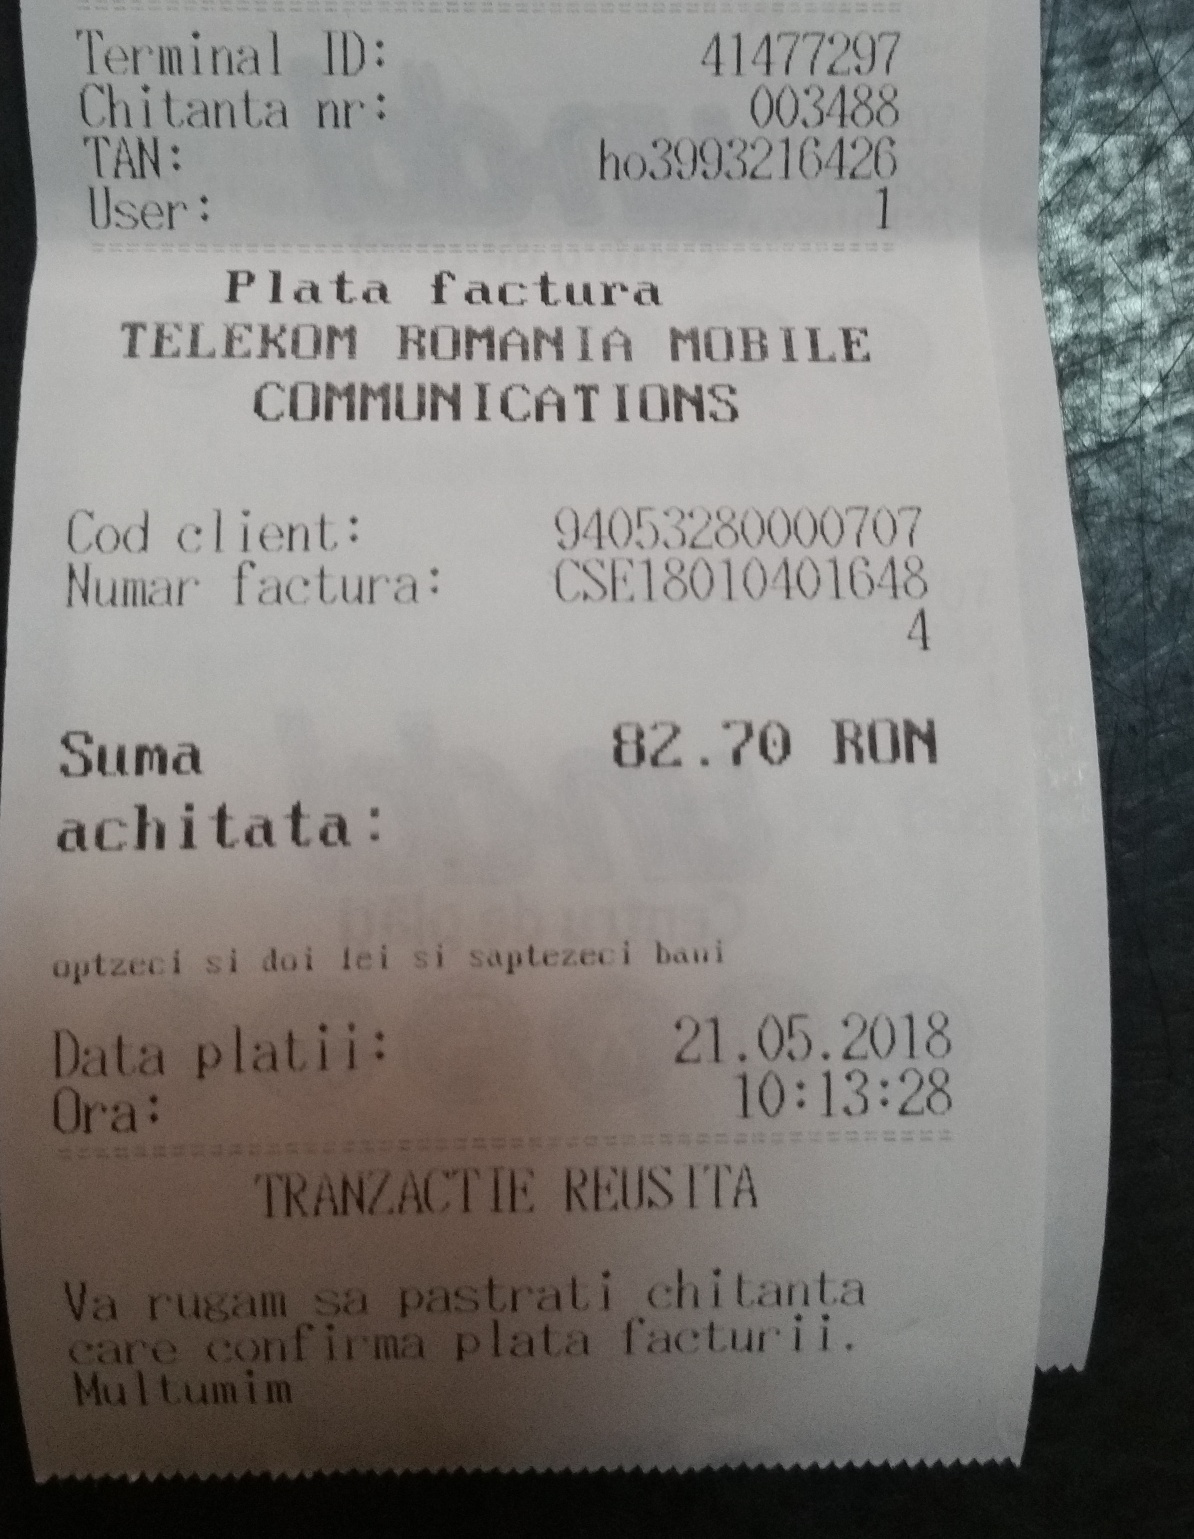 Terminal ID: 41477297
Chitanta nr: 003488
TAN: ho3993216426
User: 1
Plata factura
TELEKOM ROMANIA MOBILE
COMMUNICATIONS
Cod client: 94053280000707
Numar factura: CSE18010401648
4
Suma 82.70 RON
achitata:
optzeci si doi lei si saptezeci bani
Data platii: 21.05.2018
Ora: 10:13:28
TRANZACTIE REUSITA
Va rugam sa pastrati chitanta
care confirma plata facturii.
Multumim